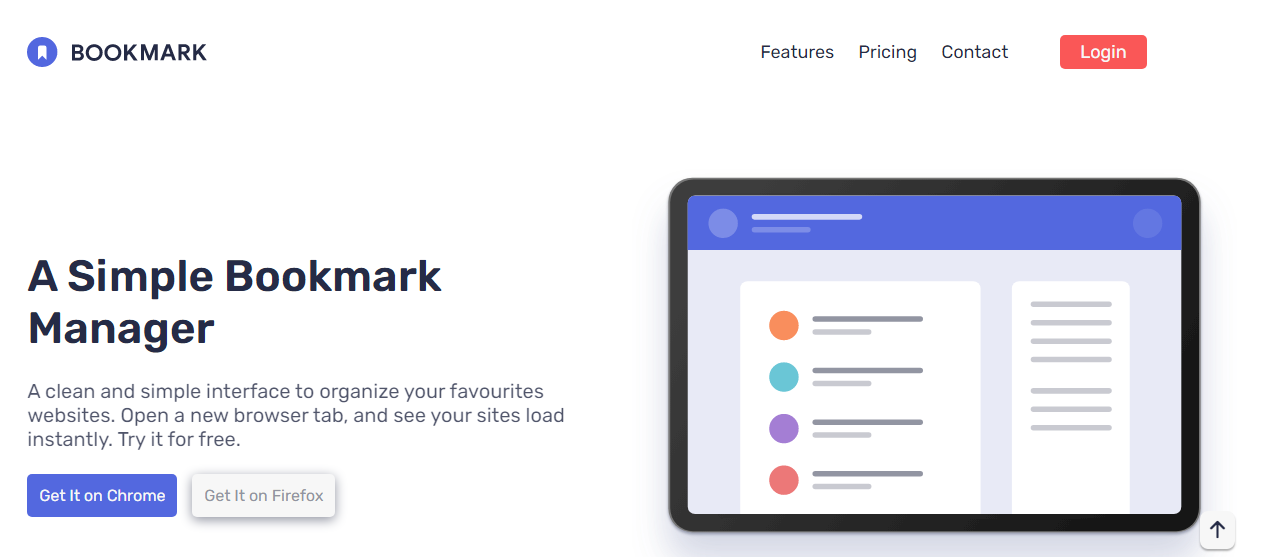 BOOKMARK
Features Pricing Contact Login
A Simple Bookmark
Manager
A clean and simple interface to organize your favourites
websites. Open a new browser tab, and see your sites load
instantly. Try it for free.
Get It on Chrome Get It on Firefox